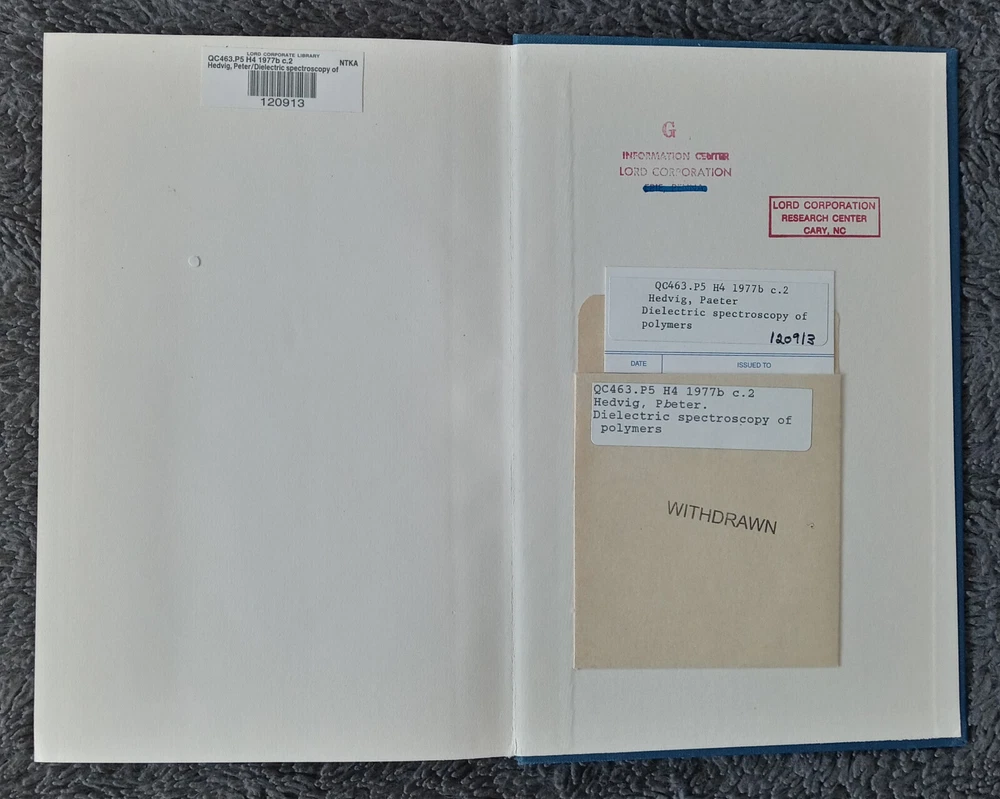 LORD CORPORATE LIBRARY
QC463.P5 H4 1977b c.2
NTKA
Hedvig, Peter/Dielectric spectroscopy of
120913
G
INFORMATION CENTER
LORD CORPORATION
LORD CORPORATION
RESEARCH CENTER
CARY, NC
QC463.P5 H4 1977b c.2
Hedvig, Paeter
Dielectric spectroscopy of
polymers
120913
DATE
ISSUED TO
QC463.P5 H4 1977b c.2
Hedvig, Pbeter.
Dielectric spectroscopy of
polymers
WITHDRAWN